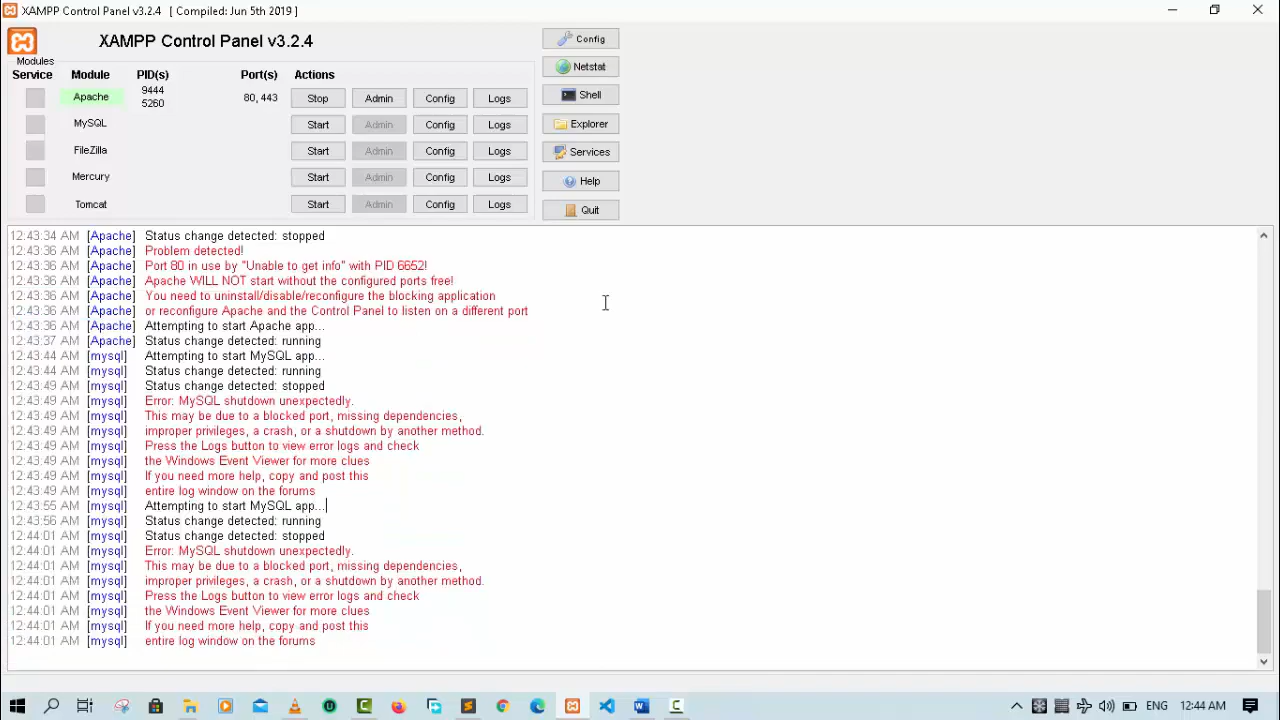 XAMPP Control Panel v3.2.4 [ Compiled: Jun 5th 2019 ]
XAMPP Control Panel v3.2.4
Config
Modules
Service Module PID(s) Port(s) Actions
Netstat
Apache 9444 5260 80, 443 Stop Admin Config Logs
Shell
MySQL Start Admin Config Logs
Explorer
FileZilla Start Admin Config Logs
Services
Mercury Start Admin Config Logs
Help
Tomcat Start Admin Config Logs
Quit
12:43:34 AM [Apache] Status change detected: stopped
12:43:36 AM [Apache] Problem detected!
12:43:36 AM [Apache] Port 80 in use by "Unable to get info" with PID 6652!
12:43:36 AM [Apache] Apache WILL NOT start without the configured ports free!
12:43:36 AM [Apache] You need to uninstall/disable/reconfigure the blocking application
12:43:36 AM [Apache] or reconfigure Apache and the Control Panel to listen on a different port
12:43:36 AM [Apache] Attempting to start Apache app...
12:43:37 AM [Apache] Status change detected: running
12:43:44 AM [mysql] Attempting to start MySQL app...
12:43:44 AM [mysql] Status change detected: running
12:43:49 AM [mysql] Status change detected: stopped
12:43:49 AM [mysql] Error: MySQL shutdown unexpectedly.
12:43:49 AM [mysql] This may be due to a blocked port, missing dependencies,
12:43:49 AM [mysql] improper privileges, a crash, or a shutdown by another method.
12:43:49 AM [mysql] Press the Logs button to view error logs and check
12:43:49 AM [mysql] the Windows Event Viewer for more clues
12:43:49 AM [mysql] If you need more help, copy and post this
12:43:49 AM [mysql] entire log window on the forums
12:43:55 AM [mysql] Attempting to start MySQL app...
12:43:56 AM [mysql] Status change detected: running
12:44:01 AM [mysql] Status change detected: stopped
12:44:01 AM [mysql] Error: MySQL shutdown unexpectedly.
12:44:01 AM [mysql] This may be due to a blocked port, missing dependencies,
12:44:01 AM [mysql] improper privileges, a crash, or a shutdown by another method.
12:44:01 AM [mysql] Press the Logs button to view error logs and check
12:44:01 AM [mysql] the Windows Event Viewer for more clues
12:44:01 AM [mysql] If you need more help, copy and post this
12:44:01 AM [mysql] entire log window on the forums
ENG 12:44 AM